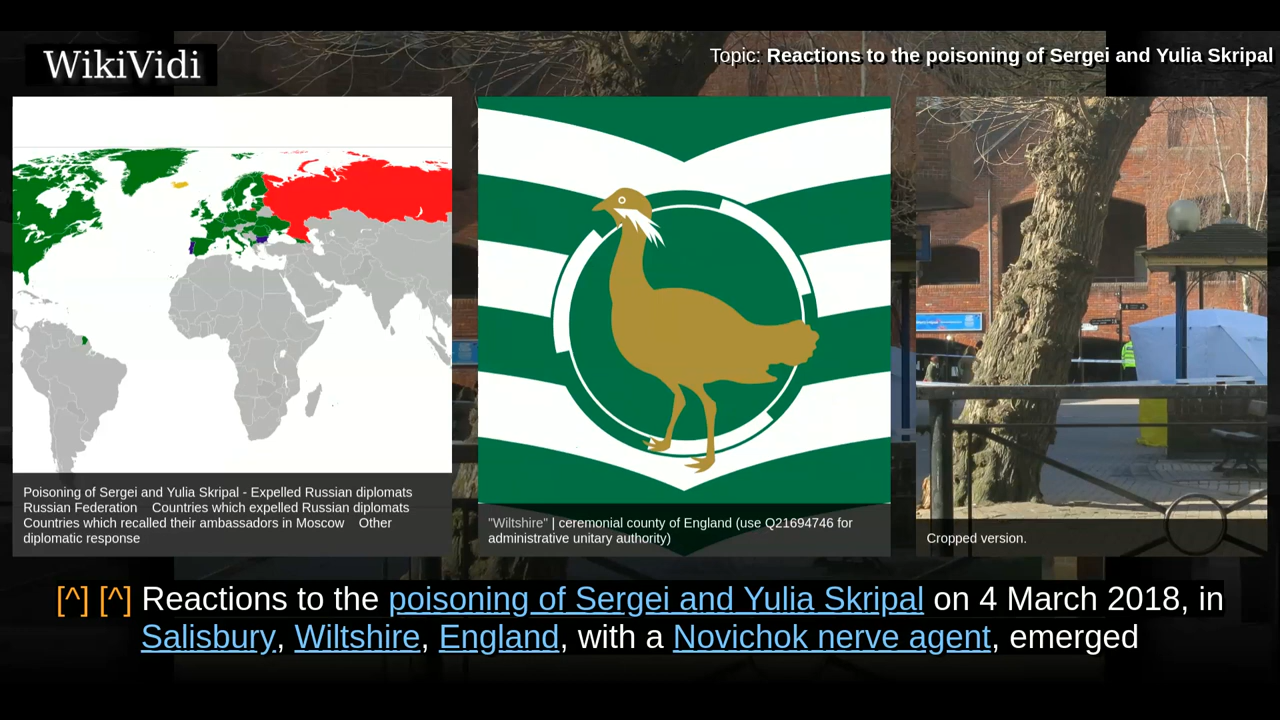 WikiVidi
Topic: Reactions to the poisoning of Sergei and Yulia Skripal
Poisoning of Sergei and Yulia Skripal - Expelled Russian diplomats
Russian Federation Countries which expelled Russian diplomats
Countries which recalled their ambassadors in Moscow Other
diplomatic response
"Wiltshire" | ceremonial county of England (use Q21694746 for
administrative unitary authority)
Cropped version.
[^] [^] Reactions to the poisoning of Sergei and Yulia Skripal on 4 March 2018, in
Salisbury, Wiltshire, England, with a Novichok nerve agent, emerged